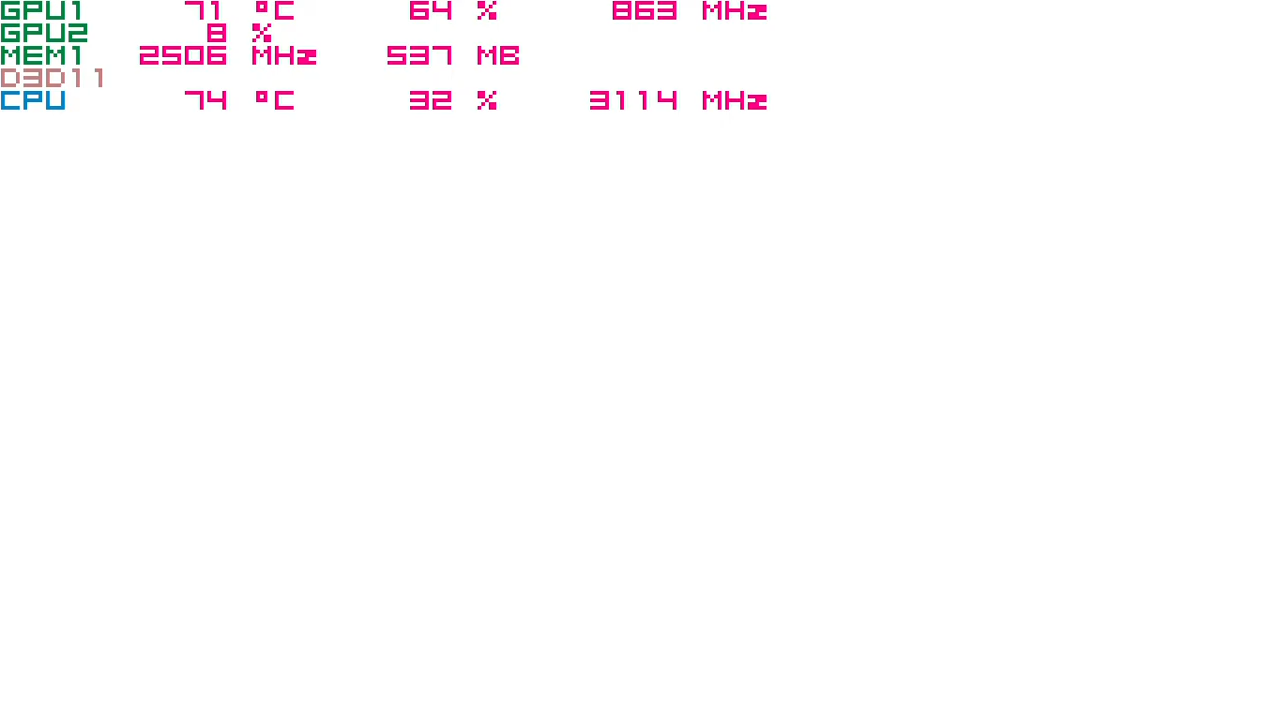 GPU1 71 °C 64 % 863 MHz
GPU2 8 %
MEM1 2506 MHz 537 MB
D3D11
CPU 74 °C 32 % 3114 MHz